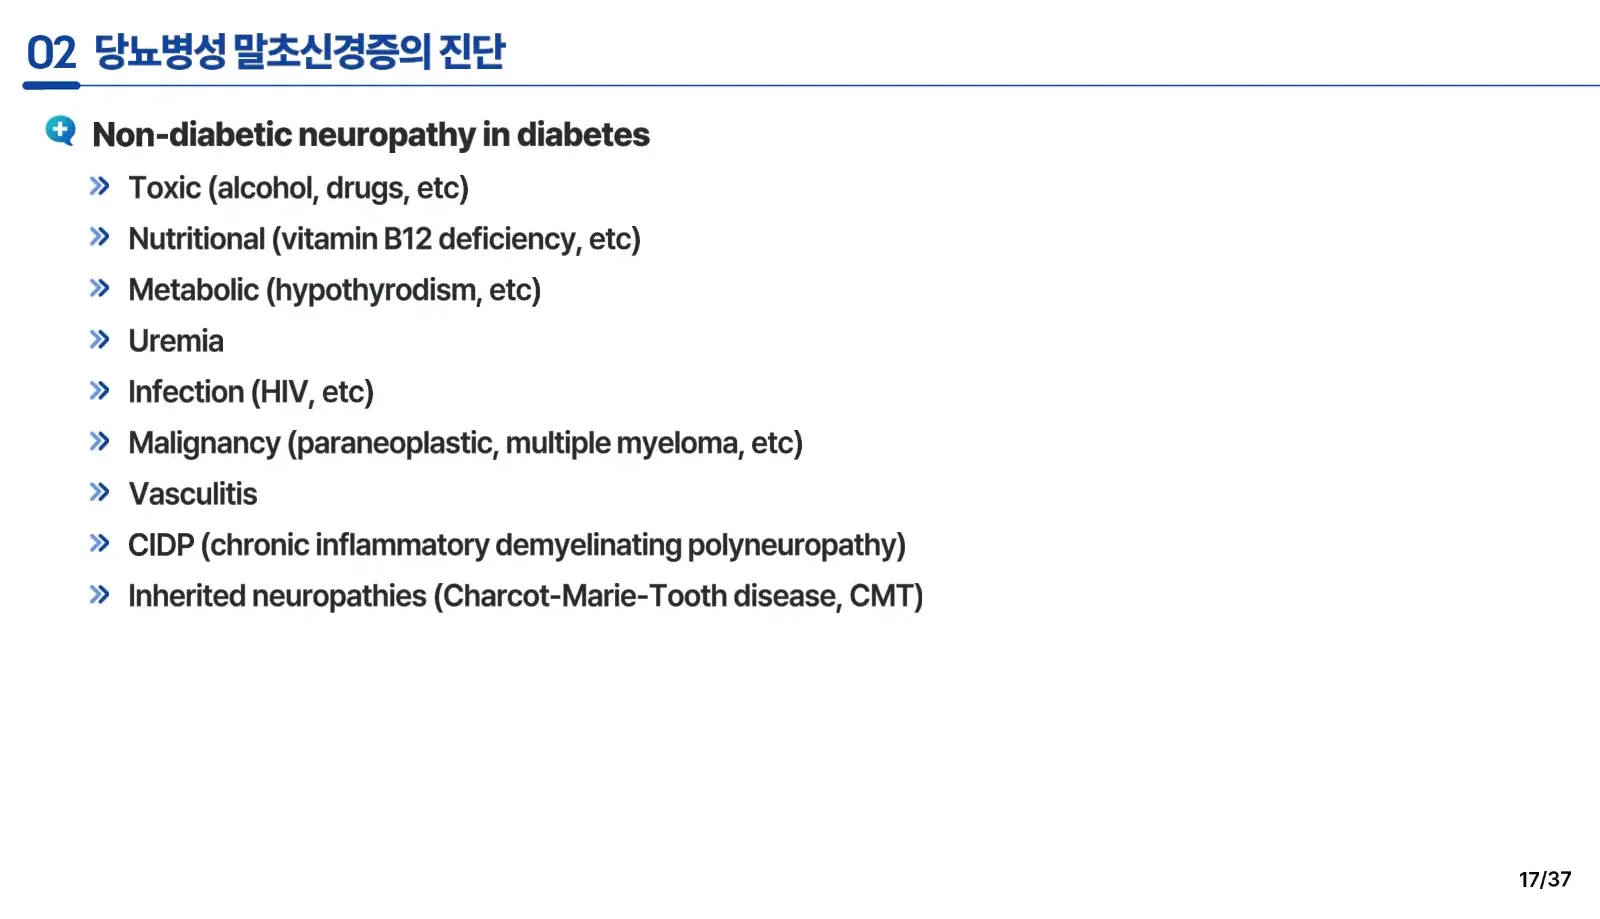 02 당뇨병성 말초신경증의 진단
Non-diabetic neuropathy in diabetes
Toxic (alcohol, drugs, etc)
Nutritional (vitamin B12 deficiency, etc)
Metabolic (hypothyrodism, etc)
Uremia
Infection (HIV, etc)
Malignancy (paraneoplastic, multiple myeloma, etc)
Vasculitis
CIDP (chronic inflammatory demyelinating polyneuropathy)
Inherited neuropathies (Charcot-Marie-Tooth disease, CMT)
17/37